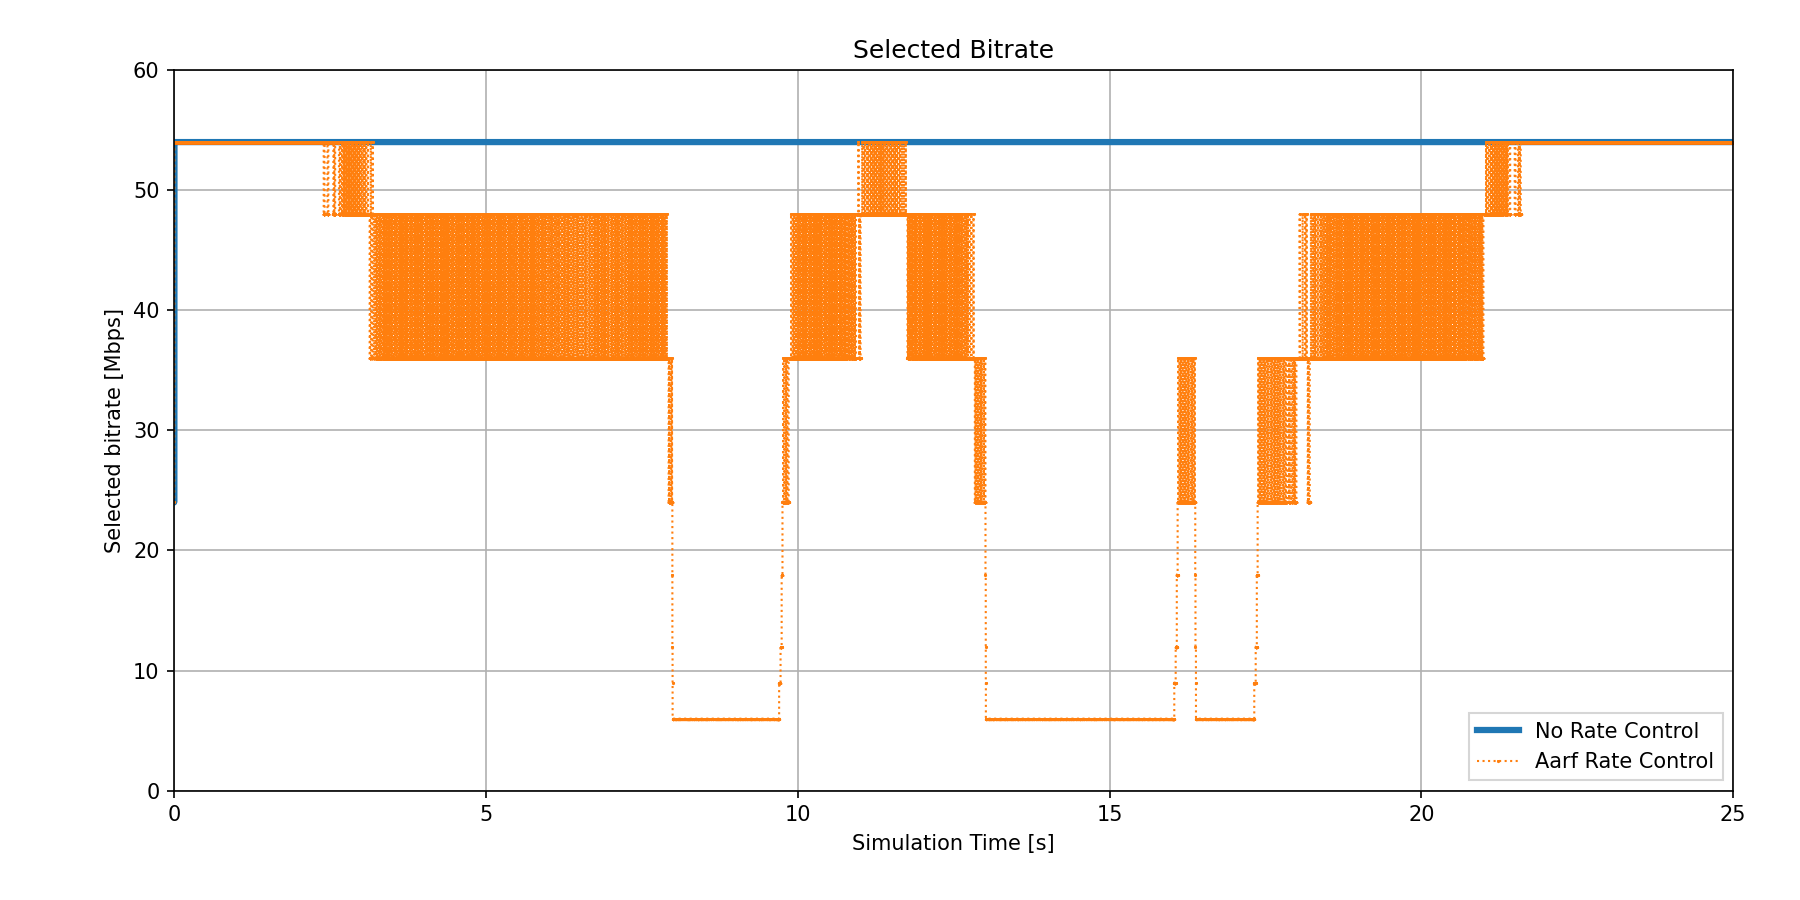 Selected Bitrate
60
50
40
30
20
10
0
Selected bitrate [Mbps]
0 5 10 15 20 25
Simulation Time [s]
No Rate Control
Aarf Rate Control